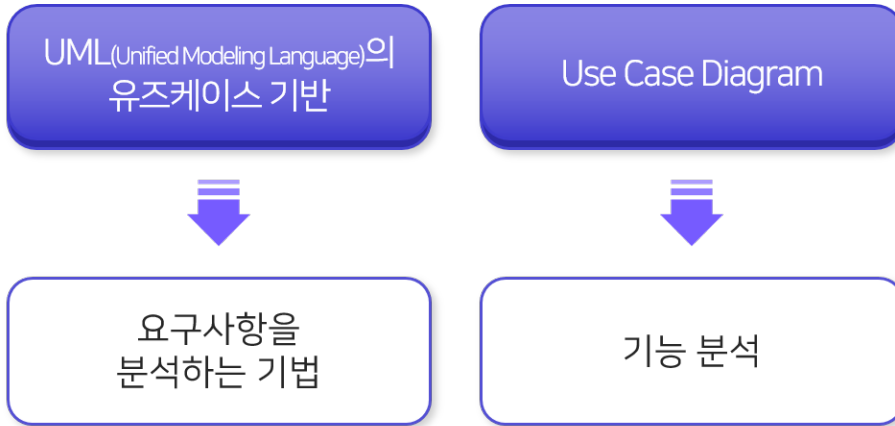 UML(Unified Modeling Language)의
유즈케이스 기반
Use Case Diagram
요구사항을
분석하는 기법
기능 분석